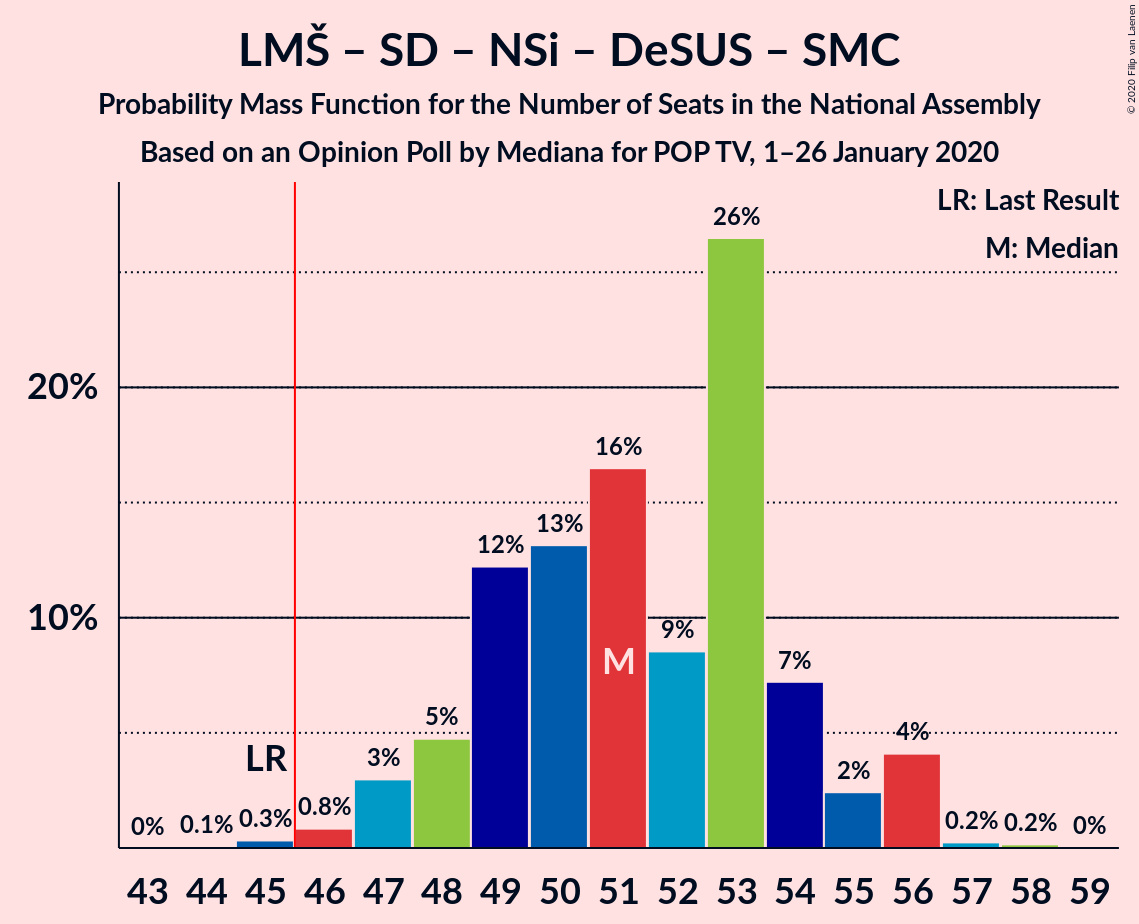 LMŠ – SD – NSi – DeSUS – SMC
Probability Mass Function for the Number of Seats in the National Assembly
Based on an Opinion Poll by Mediana for POP TV, 1–26 January 2020
© 2020 Filip van Laenen
LR: Last Result
M: Median
20%
10%
0%
0.1%
0.3%
0.8%
3%
5%
12%
13%
16%
9%
26%
7%
2%
4%
0.2%
0.2%
0%
LR
M
43 44 45 46 47 48 49 50 51 52 53 54 55 56 57 58 59